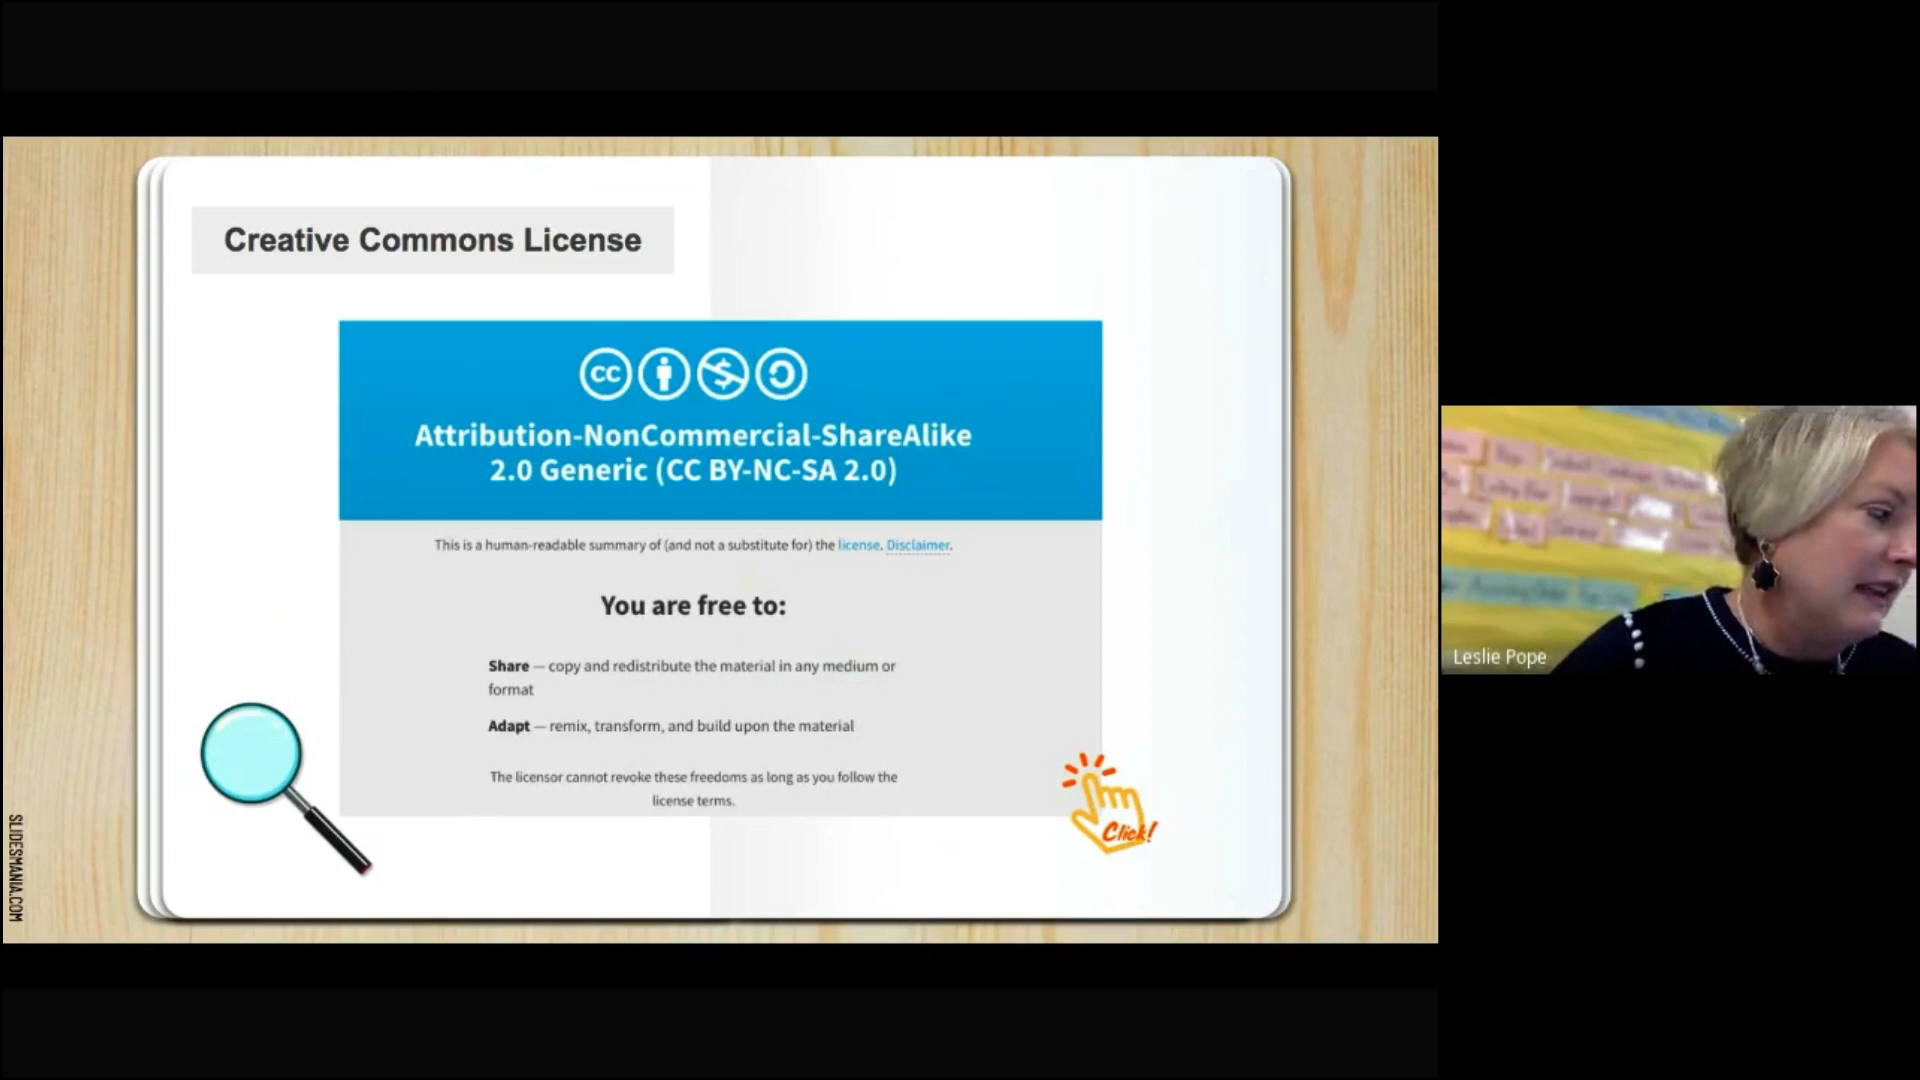 Creative Commons License
cc
Attribution-NonCommercial-ShareAlike
2.0 Generic (CC BY-NC-SA 2.0)
This is a human-readable summary of (and not a substitute for) the license. Disclaimer.
You are free to:
Share — copy and redistribute the material in any medium or
format
Adapt — remix, transform, and build upon the material
The licensor cannot revoke these freedoms as long as you follow the
license terms.
Click!
SLIDESMANIA.COM
Leslie Pope